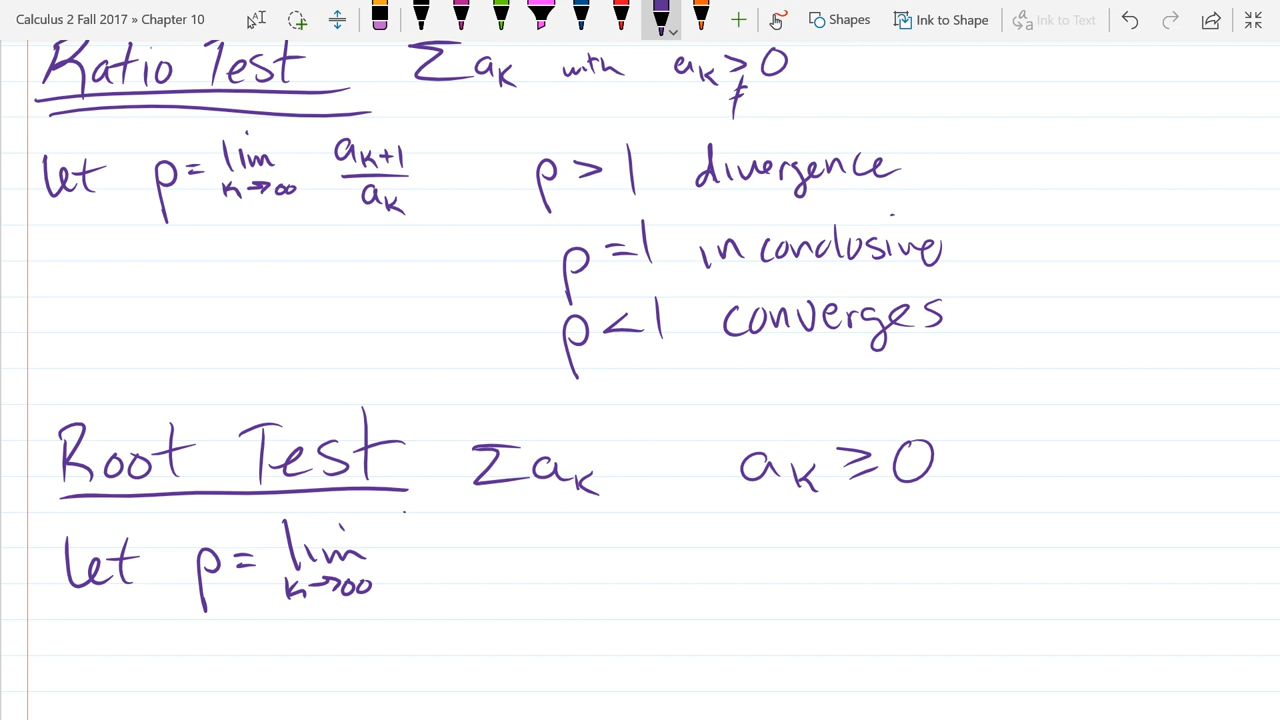 Calculus 2 Fall 2017 » Chapter 10
Shapes
Ink to Shape
Ink to Text
Ratio Test Σa_K with a_K ≩ 0
let ρ = lim_{K→∞} a_{K+1}/a_K ρ > 1 divergence
ρ = 1 inconclusive
ρ < 1 converges
Root Test Σa_K a_K ≥ 0
let ρ = lim_{K→∞}